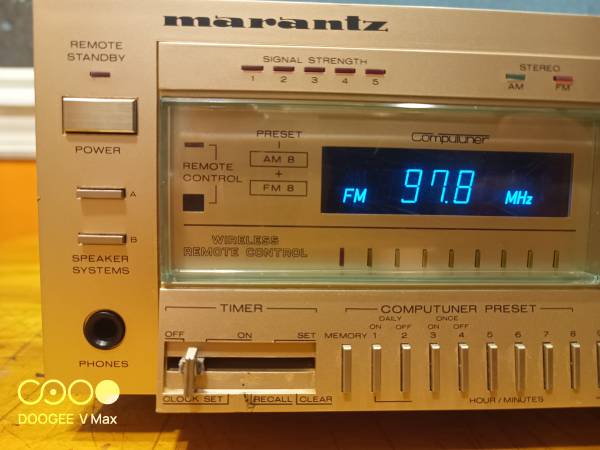 marantz
REMOTE
STANDBY
SIGNAL STRENGTH
1 2 3 4 5
STEREO
AM FM
POWER
PRESET
AM 8
+
FM 8
REMOTE
CONTROL
Computuner
FM 97.8 MHz
A
B
SPEAKER
SYSTEMS
WIRELESS
REMOTE CONTROL
PHONES
TIMER
OFF ON SET
CLOCK SET RECALL CLEAR
COMPUTUNER PRESET
DAILY ONCE
ON OFF ON OFF
MEMORY 1 2 3 4 5 6 7 8
HOUR/MINUTES
DOOGEE V Max